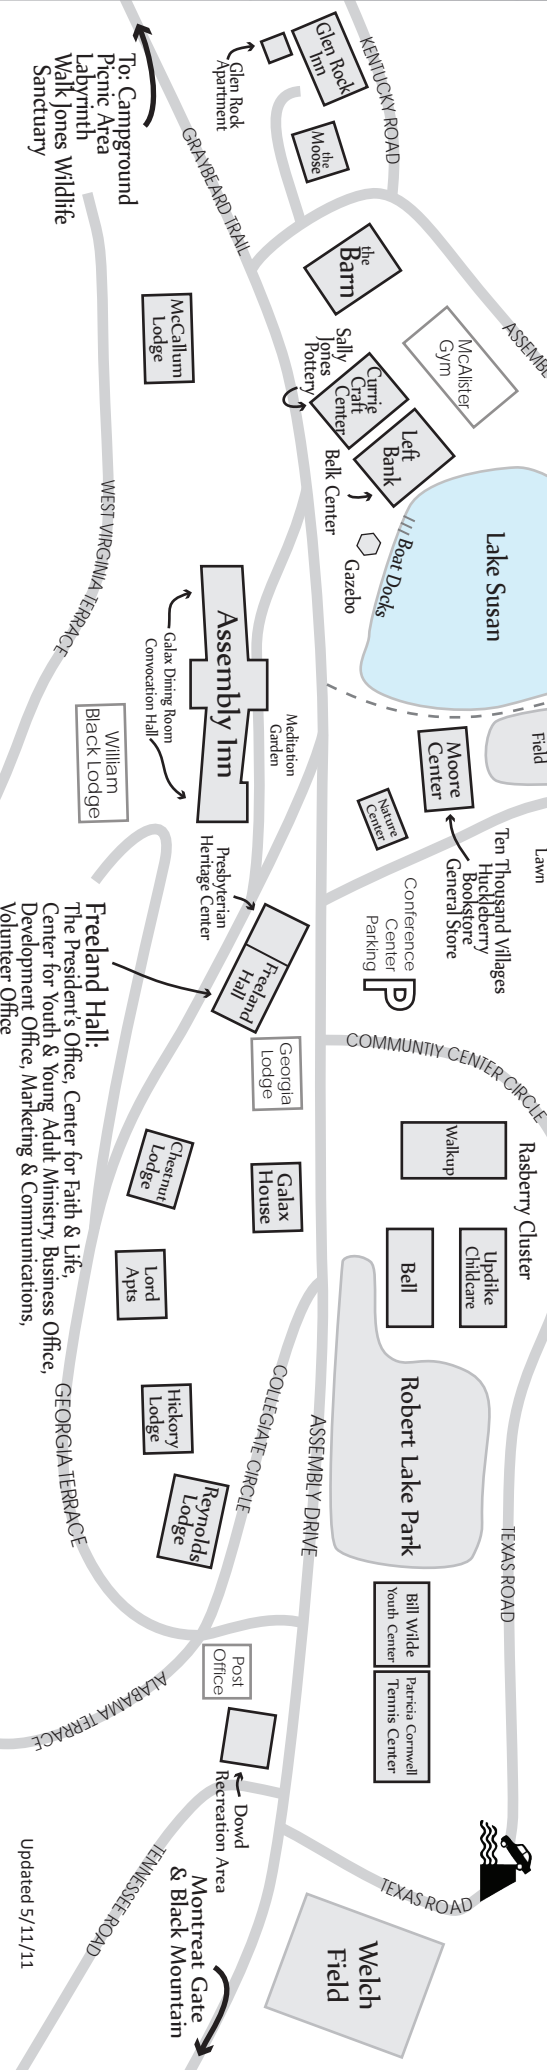 KENTUCKY ROAD
Glen Rock
Inn
Glen Rock
Apartment
the
Moose
To: Campground
Picnic Area
Labyrinth
Walk Jones Wildlife
Sanctuary
GRAYBEARD TRAIL
the
Barn
McCallum
Lodge
McAlister
Gym
ASSEMB
Sally
Jones
Pottery
Currie
Craft
Center
Left
Bank
Belk Center
Lake Susan
Boat Docks
Gazebo
WEST VIRGINIA TERRACE
Assembly Inn
Galax Dining Room
Convocation Hall
Meditation
Garden
William
Black Lodge
Field
Moore
Center
Nature
Center
Lawn
Ten Thousand Villages
Huckleberry
Bookstore
General Store
Presbyterian
Heritage Center
Conference
Center
Parking
P
Freeland
Hall
Freeland Hall:
The President's Office, Center for Faith & Life,
Center for Youth & Young Adult Ministry, Business Office,
Development Office, Marketing & Communications,
Volunteer Office
Georgia
Lodge
COMMUNTIY CENTER CIRCLE
Walkup
Rasberry Cluster
Updike
Childcare
Bell
Chestnut
Lodge
Galax
House
Lord
Apts
Hickory
Lodge
Reynolds
Lodge
COLLEGIATE CIRCLE
ASSEMBLY DRIVE
GEORGIA TERRACE
Robert Lake Park
TEXAS ROAD
Bill Wilde
Youth Center
Patricia Cornwell
Tennis Center
Post
Office
ALABAMA TERRACE
Dowd
Recreation Area
TENNESSEE ROAD
TEXAS ROAD
Welch
Field
Montreat Gate
& Black Mountain
Updated 5/11/11